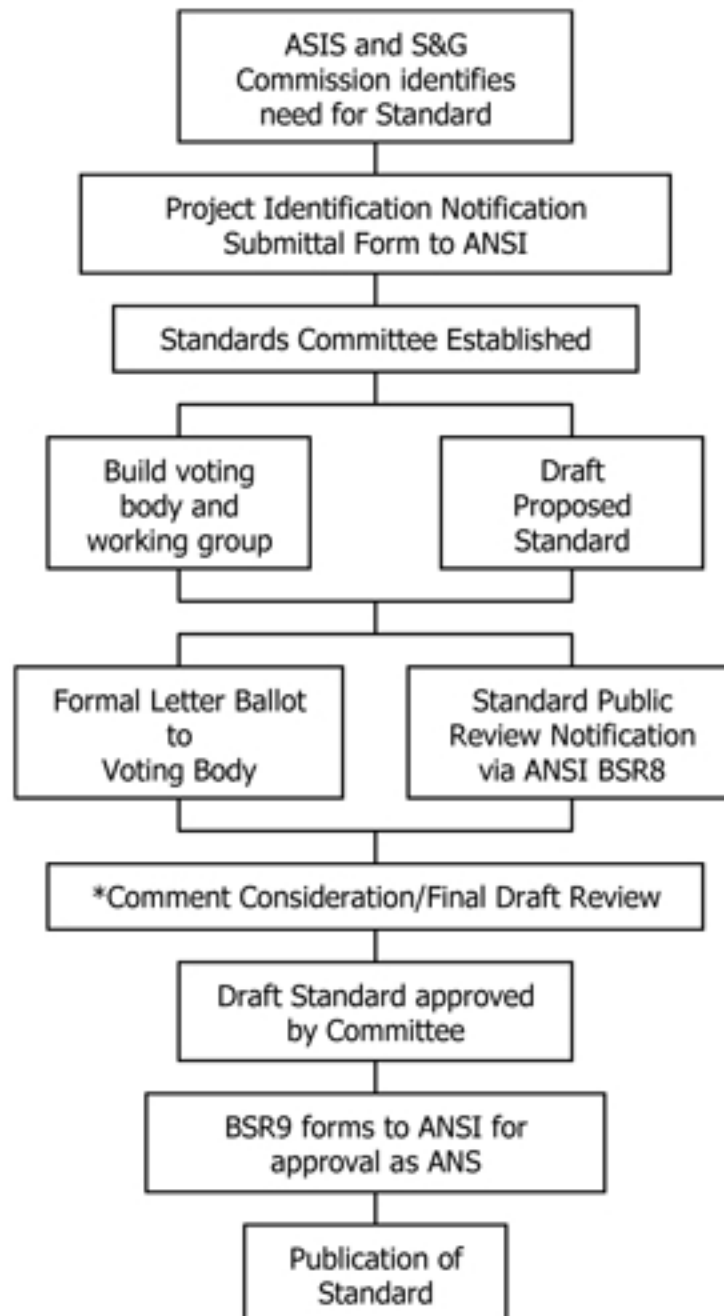 ASIS and S&G
Commission identifies
need for Standard
Project Identification Notification
Submittal Form to ANSI
Standards Committee Established
Build voting
body and
working group
Draft
Proposed
Standard
Formal Letter Ballot
to
Voting Body
Standard Public
Review Notification
via ANSI BSR8
*Comment Consideration/Final Draft Review
Draft Standard approved
by Committee
BSR9 forms to ANSI for
approval as ANS
Publication of
Standard